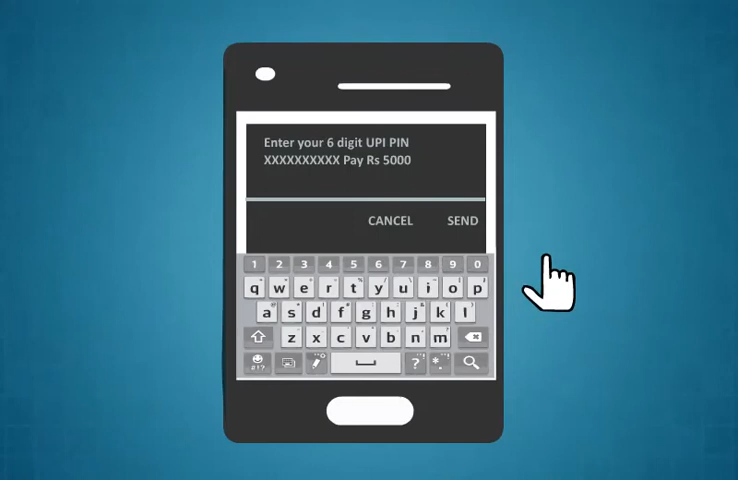 Enter your 6 digit UPI PIN
XXXXXXXXXX Pay Rs 5000
CANCEL SEND
1 2 3 4 5 6 7 8 9 0
q w e r t y u i o p
a s d f g h j k l
z x c v b n m
#!? ? *.